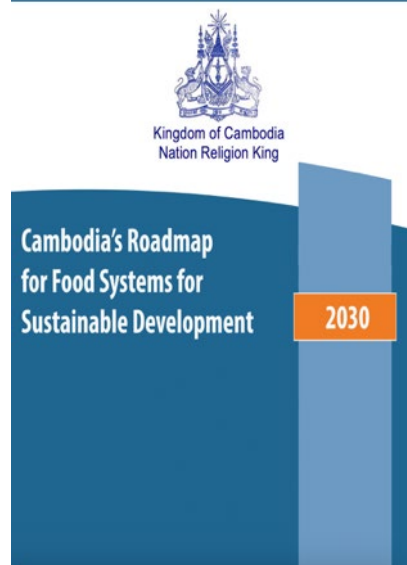 Kingdom of Cambodia
Nation Religion King
Cambodia's Roadmap
for Food Systems for
Sustainable Development
2030